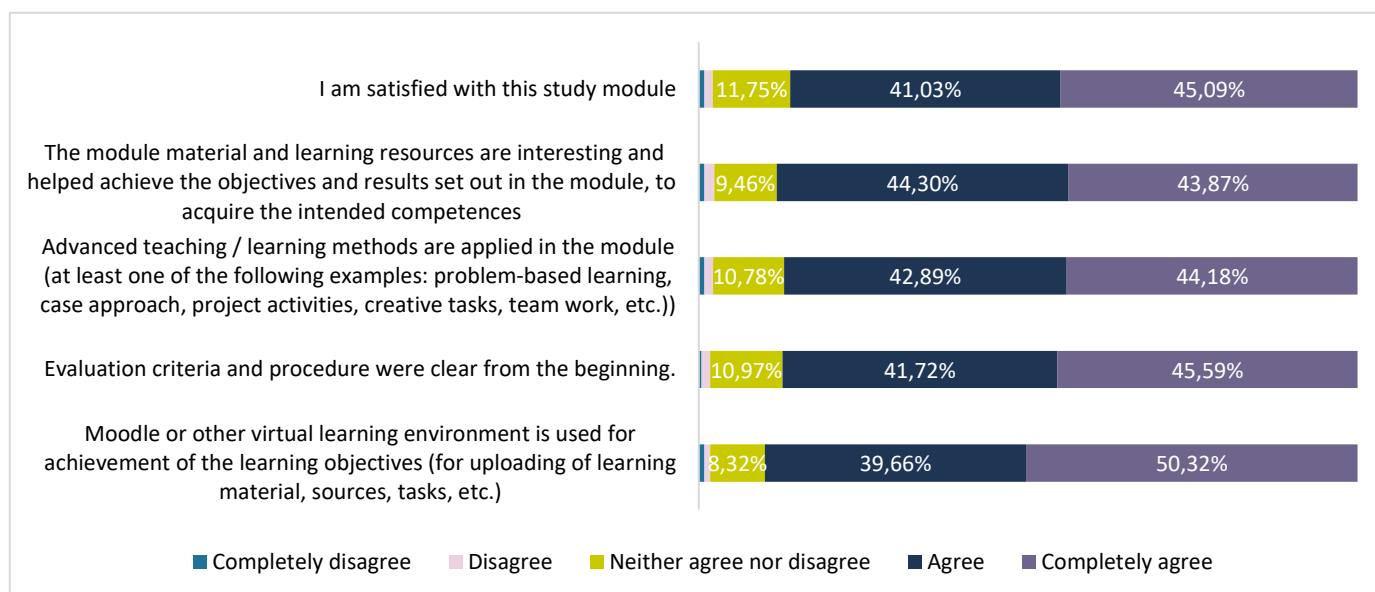 I am satisfied with this study module
11,75%
41,03%
45,09%
The module material and learning resources are interesting and
helped achieve the objectives and results set out in the module, to
acquire the intended competences
9,46%
44,30%
43,87%
Advanced teaching / learning methods are applied in the module
(at least one of the following examples: problem-based learning,
case approach, project activities, creative tasks, team work, etc.))
10,78%
42,89%
44,18%
Evaluation criteria and procedure were clear from the beginning.
10,97%
41,72%
45,59%
Moodle or other virtual learning environment is used for
achievement of the learning objectives (for uploading of learning
material, sources, tasks, etc.)
8,32%
39,66%
50,32%
Completely disagree
Disagree
Neither agree nor disagree
Agree
Completely agree